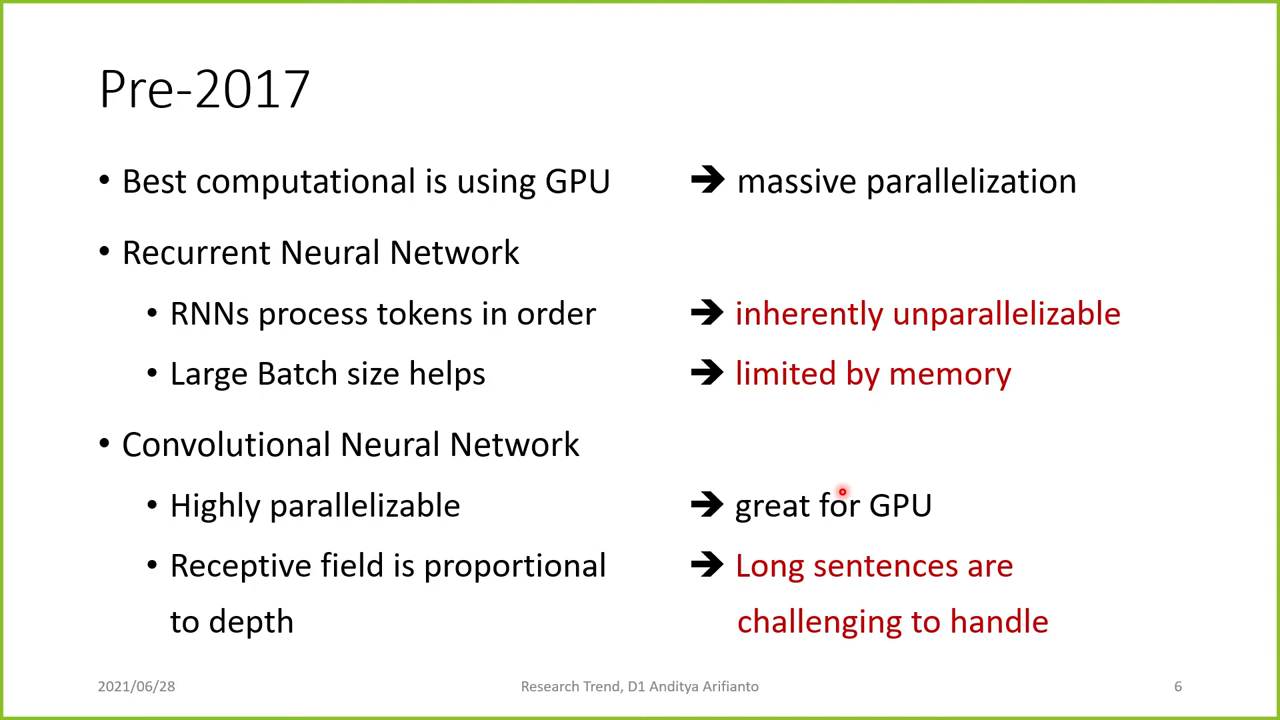 Pre-2017
• Best computational is using GPU ➔ massive parallelization
• Recurrent Neural Network
• RNNs process tokens in order ➔ inherently unparallelizable
• Large Batch size helps ➔ limited by memory
• Convolutional Neural Network
• Highly parallelizable ➔ great for GPU
• Receptive field is proportional ➔ Long sentences are
to depth challenging to handle
2021/06/28 Research Trend, D1 Anditya Arifianto 6